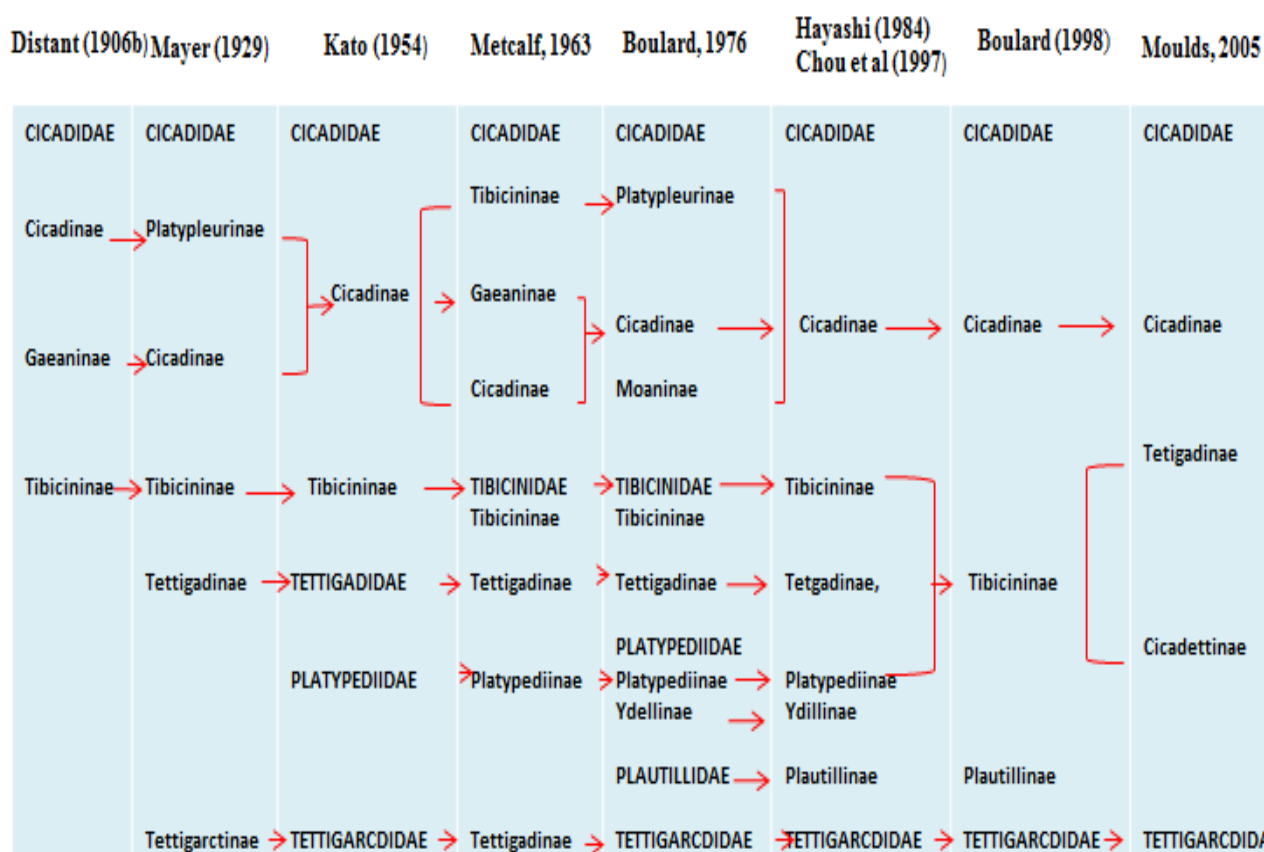 Distant (1906b) Mayer (1929) Kato (1954) Metcalf, 1963 Boulard, 1976 Hayashi (1984) Boulard (1998) Moulds, 2005
Chou et al (1997)
CICADIDAE CICADIDAE CICADIDAE CICADIDAE CICADIDAE CICADIDAE CICADIDAE CICADIDAE
Tibicininae Platypleurinae
Cicadinae Platypleurinae
Cicadinae Gaeaninae
Cicadinae Cicadinae Cicadinae Cicadinae
Gaeaninae Cicadinae
Cicadinae Moaninae
Tetigadinae
Tibicininae Tibicininae Tibicininae TIBICINIDAE TIBICINIDAE Tibicininae
Tibicininae Tibicininae
Tettigadinae TETTIGADIDAE Tettigadinae Tettigadinae Tetgadinae, Tibicininae
PLATYPEDIIDAE Cicadettinae
PLATYPEDIIDAE Platypediinae Platypediinae Platypediinae
Ydellinae Ydillinae
PLAUTILLIDAE Plautillinae Plautillinae
Tettigarctinae TETTIGARCDIDAE Tettigadinae TETTIGARCDIDAE TETTIGARCDIDAE TETTIGARCDIDAE TETTIGARCDIDA